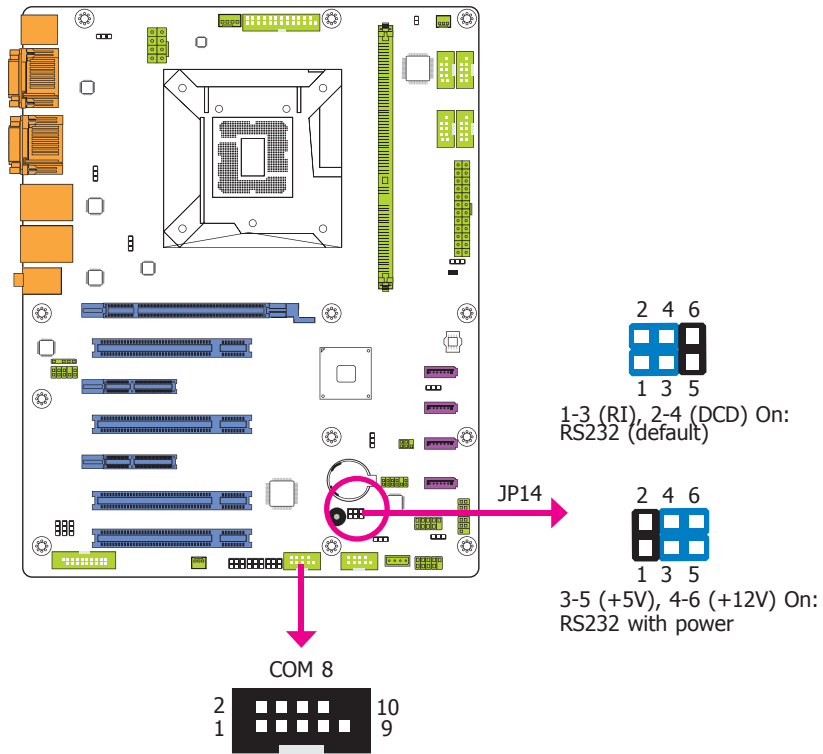 2 4 6
1 3 5
1-3 (RI), 2-4 (DCD) On:
RS232 (default)
JP14
2 4 6
1 3 5
3-5 (+5V), 4-6 (+12V) On:
RS232 with power
COM 8
2 10
1 9